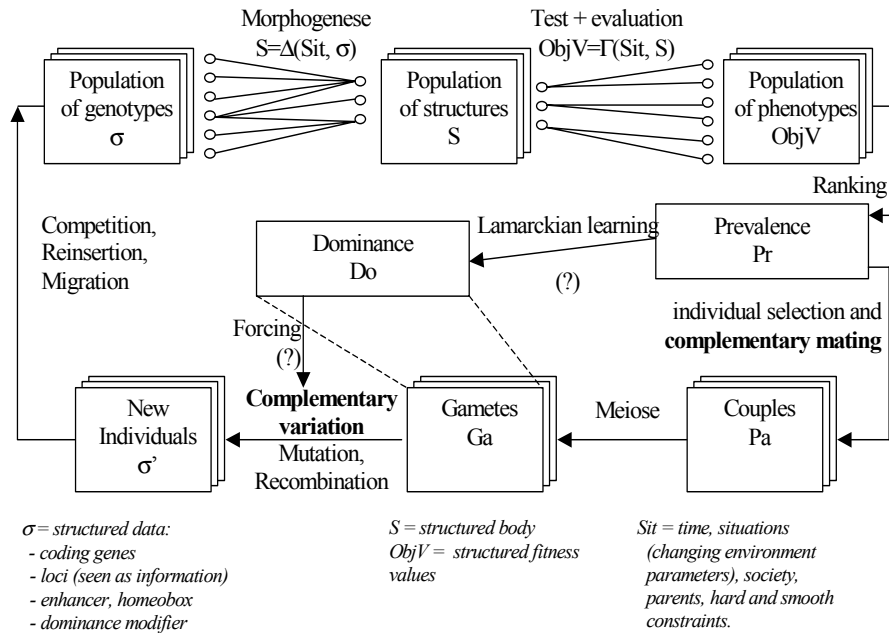 Morphogenese
S=Δ(Sit, σ)
Test + evaluation
ObjV=Γ(Sit, S)
Population
of genotypes
σ
Population
of structures
S
Population
of phenotypes
ObjV
Ranking
Competition,
Reinsertion,
Migration
Dominance
Do
Lamarckian learning
(?)
Prevalence
Pr
individual selection and
complementary mating
Forcing
(?)
New
Individuals
σ’
Complementary
variation
Mutation,
Recombination
Gametes
Ga
Meiose
Couples
Pa
σ = structured data:
- coding genes
- loci (seen as information)
- enhancer, homeobox
- dominance modifier
S = structured body
ObjV = structured fitness
values
Sit = time, situations
(changing environment
parameters), society,
parents, hard and smooth
constraints.